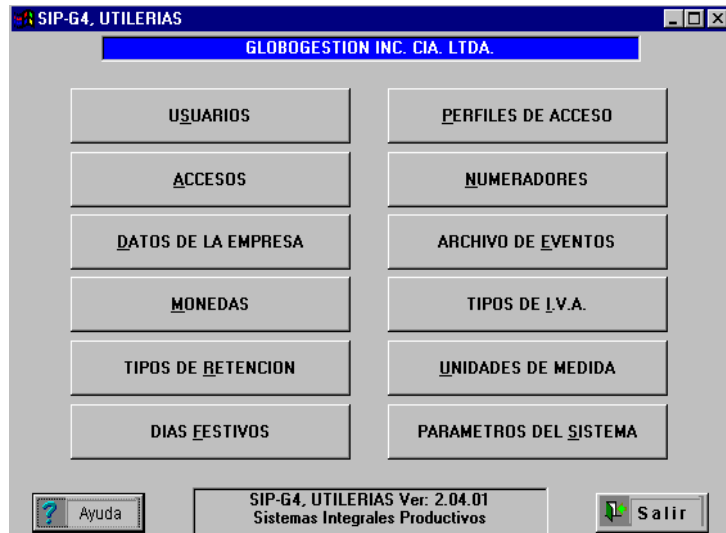 SIP-G4, UTILERIAS
GLOBOGESTION INC. CIA. LTDA.
USUARIOS
PERFILES DE ACCESO
ACCESOS
NUMERADORES
DATOS DE LA EMPRESA
ARCHIVO DE EVENTOS
MONEDAS
TIPOS DE I.V.A.
TIPOS DE RETENCION
UNIDADES DE MEDIDA
DIAS FESTIVOS
PARAMETROS DEL SISTEMA
Ayuda
SIP-G4, UTILERIAS Ver: 2.04.01
Sistemas Integrales Productivos
Salir